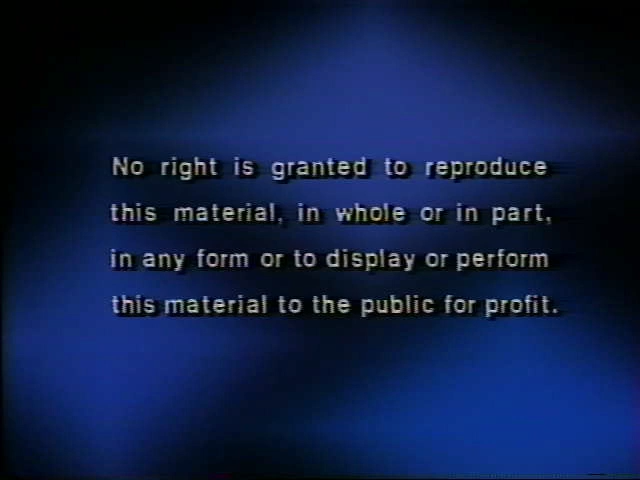 No right is granted to reproduce
this material, in whole or in part,
in any form or to display or perform
this material to the public for profit.